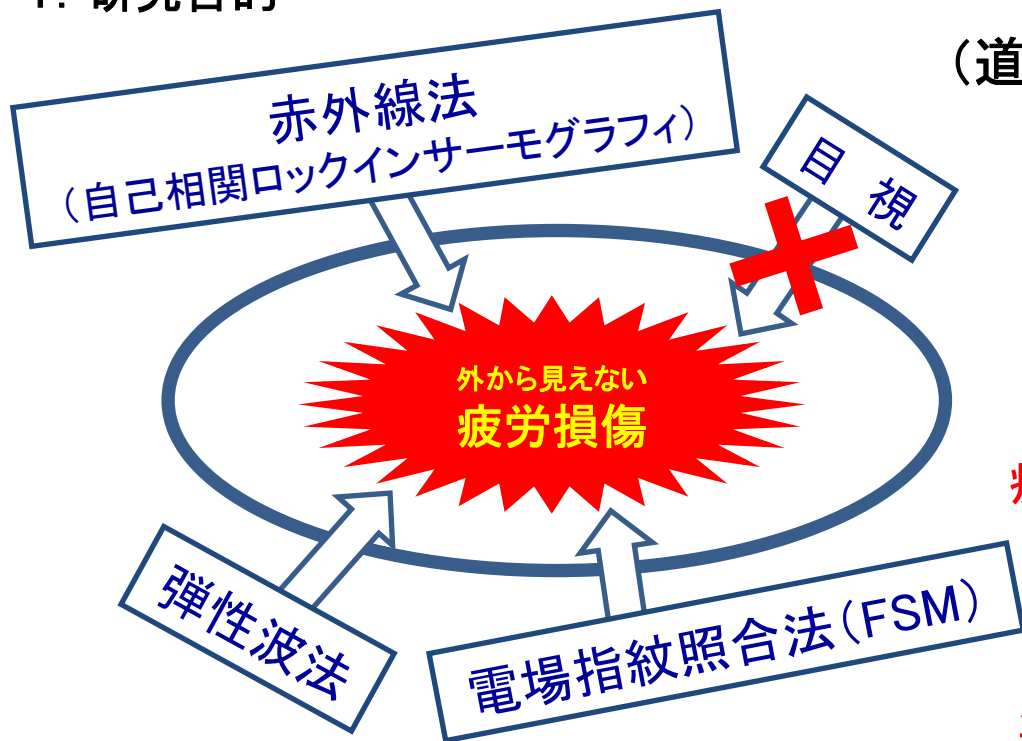 （道
赤外線法
（自己相関ロックインサーモグラフィ）
目 視
外から見えない
疲労損傷
弾性波法
電場指紋照合法（FSM）